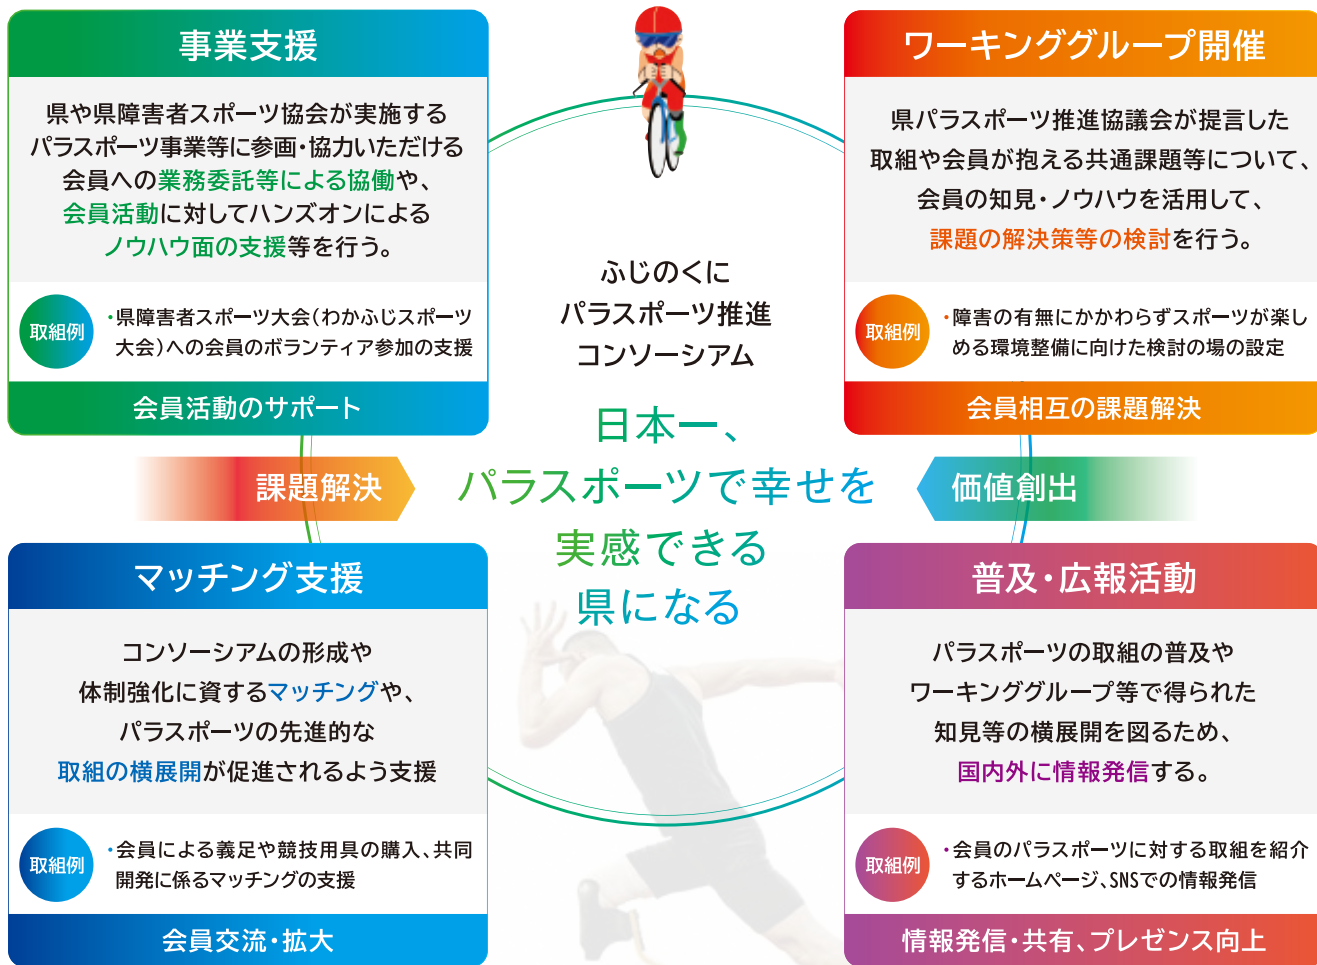 事業支援
県や県障害者スポーツ協会が実施する
パラスポーツ事業等に参画・協力いただける
会員への業務委託等による協働や、
会員活動に対してハンズオンによる
ノウハウ面の支援等を行う。
取組例
・県障害者スポーツ大会（わかふじスポーツ
大会）への会員のボランティア参加の支援
会員活動のサポート
ワーキンググループ開催
県パラスポーツ推進協議会が提言した
取組や会員が抱える共通課題等について、
会員の知見・ノウハウを活用して、
課題の解決策等の検討を行う。
取組例
・障害の有無にかかわらずスポーツが楽し
める環境整備に向けた検討の場の設定
会員相互の課題解決
ふじのくに
パラスポーツ推進
コンソーシアム
日本一、
パラスポーツで幸せを
実感できる
県になる
課題解決
価値創出
マッチング支援
コンソーシアムの形成や
体制強化に資するマッチングや、
パラスポーツの先進的な
取組の横展開が促進されるよう支援
取組例
・会員による義足や競技用具の購入、共同
開発に係るマッチングの支援
会員交流・拡大
普及・広報活動
パラスポーツの取組の普及や
ワーキンググループ等で得られた
知見等の横展開を図るため、
国内外に情報発信する。
取組例
・会員のパラスポーツに対する取組を紹介
するホームページ、SNSでの情報発信
情報発信・共有、プレゼンス向上